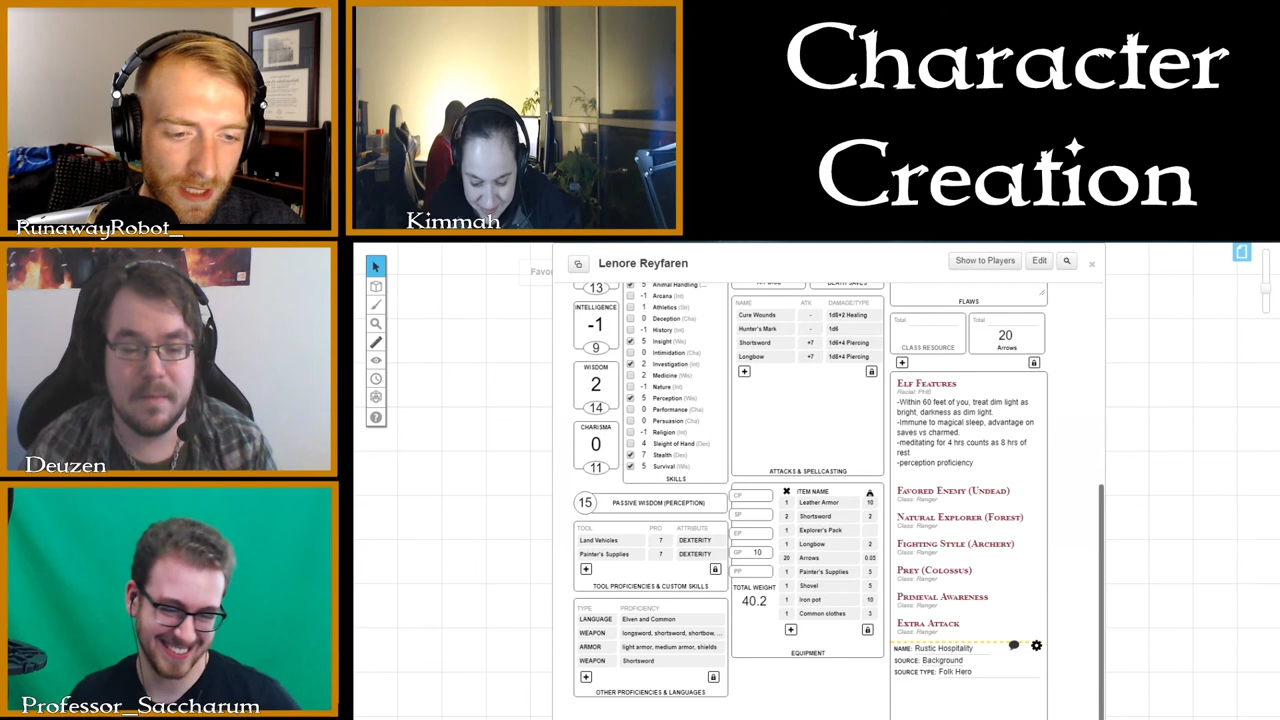 Character
Creation
RunawayRobot_
Kimmah
Deuzen
Professor_Saccharum
Favo
Lenore Reyfaren
Show to Players
Edit
13
INTELLIGENCE
-1
9
WISDOM
2
14
CHARISMA
0
11
5 Animal Handling (...
-1 Arcana (Int)
1 Athletics (Str)
0 Deception (Cha)
-1 History (Int)
5 Insight (Wis)
0 Intimidation (Cha)
2 Investigation (Int)
2 Medicine (Wis)
-1 Nature (Int)
5 Perception (Wis)
0 Performance (Cha)
0 Persuasion (Cha)
-1 Religion (Int)
4 Sleight of Hand (Dex)
7 Stealth (Dex)
5 Survival (Wis)
SKILLS
15 PASSIVE WISDOM (PERCEPTION)
TOOL PRO ATTRIBUTE
Land Vehicles 7 DEXTERITY
Painter's Supplies 7 DEXTERITY
TOOL PROFICIENCIES & CUSTOM SKILLS
TYPE PROFICIENCY
LANGUAGE Elven and Common
WEAPON longsword, shortsword, shortbow, ...
ARMOR light armor, medium armor, shields
WEAPON Shortsword
OTHER PROFICIENCIES & LANGUAGES
DEATH SAVES
NAME ATK DAMAGE/TYPE
Cure Wounds - 1d8+2 Healing
Hunter's Mark - 1d6
Shortsword +7 1d6+4 Piercing
Longbow +7 1d8+4 Piercing
ATTACKS & SPELLCASTING
CP
SP
EP
GP 10
PP
TOTAL WEIGHT
40.2
ITEM NAME
1 Leather Armor 10
2 Shortsword 2
1 Explorer's Pack
1 Longbow 2
20 Arrows 0.05
1 Painter's Supplies 5
1 Shovel 5
1 Iron pot 10
1 Common clothes 3
EQUIPMENT
FLAWS
Total
CLASS RESOURCE
Total
20
Arrows
ELF FEATURES
Racial: PHB
-Within 60 feet of you, treat dim light as
bright, darkness as dim light.
-Immune to magical sleep, advantage on
saves vs charmed.
-meditating for 4 hrs counts as 8 hrs of
rest
-perception proficiency
FAVORED ENEMY (UNDEAD)
Class: Ranger
NATURAL EXPLORER (FOREST)
Class: Ranger
FIGHTING STYLE (ARCHERY)
Class: Ranger
PREY (COLOSSUS)
Class: Ranger
PRIMEVAL AWARENESS
Class: Ranger
EXTRA ATTACK
Class: Ranger
NAME: Rustic Hospitality
SOURCE: Background
SOURCE TYPE: Folk Hero